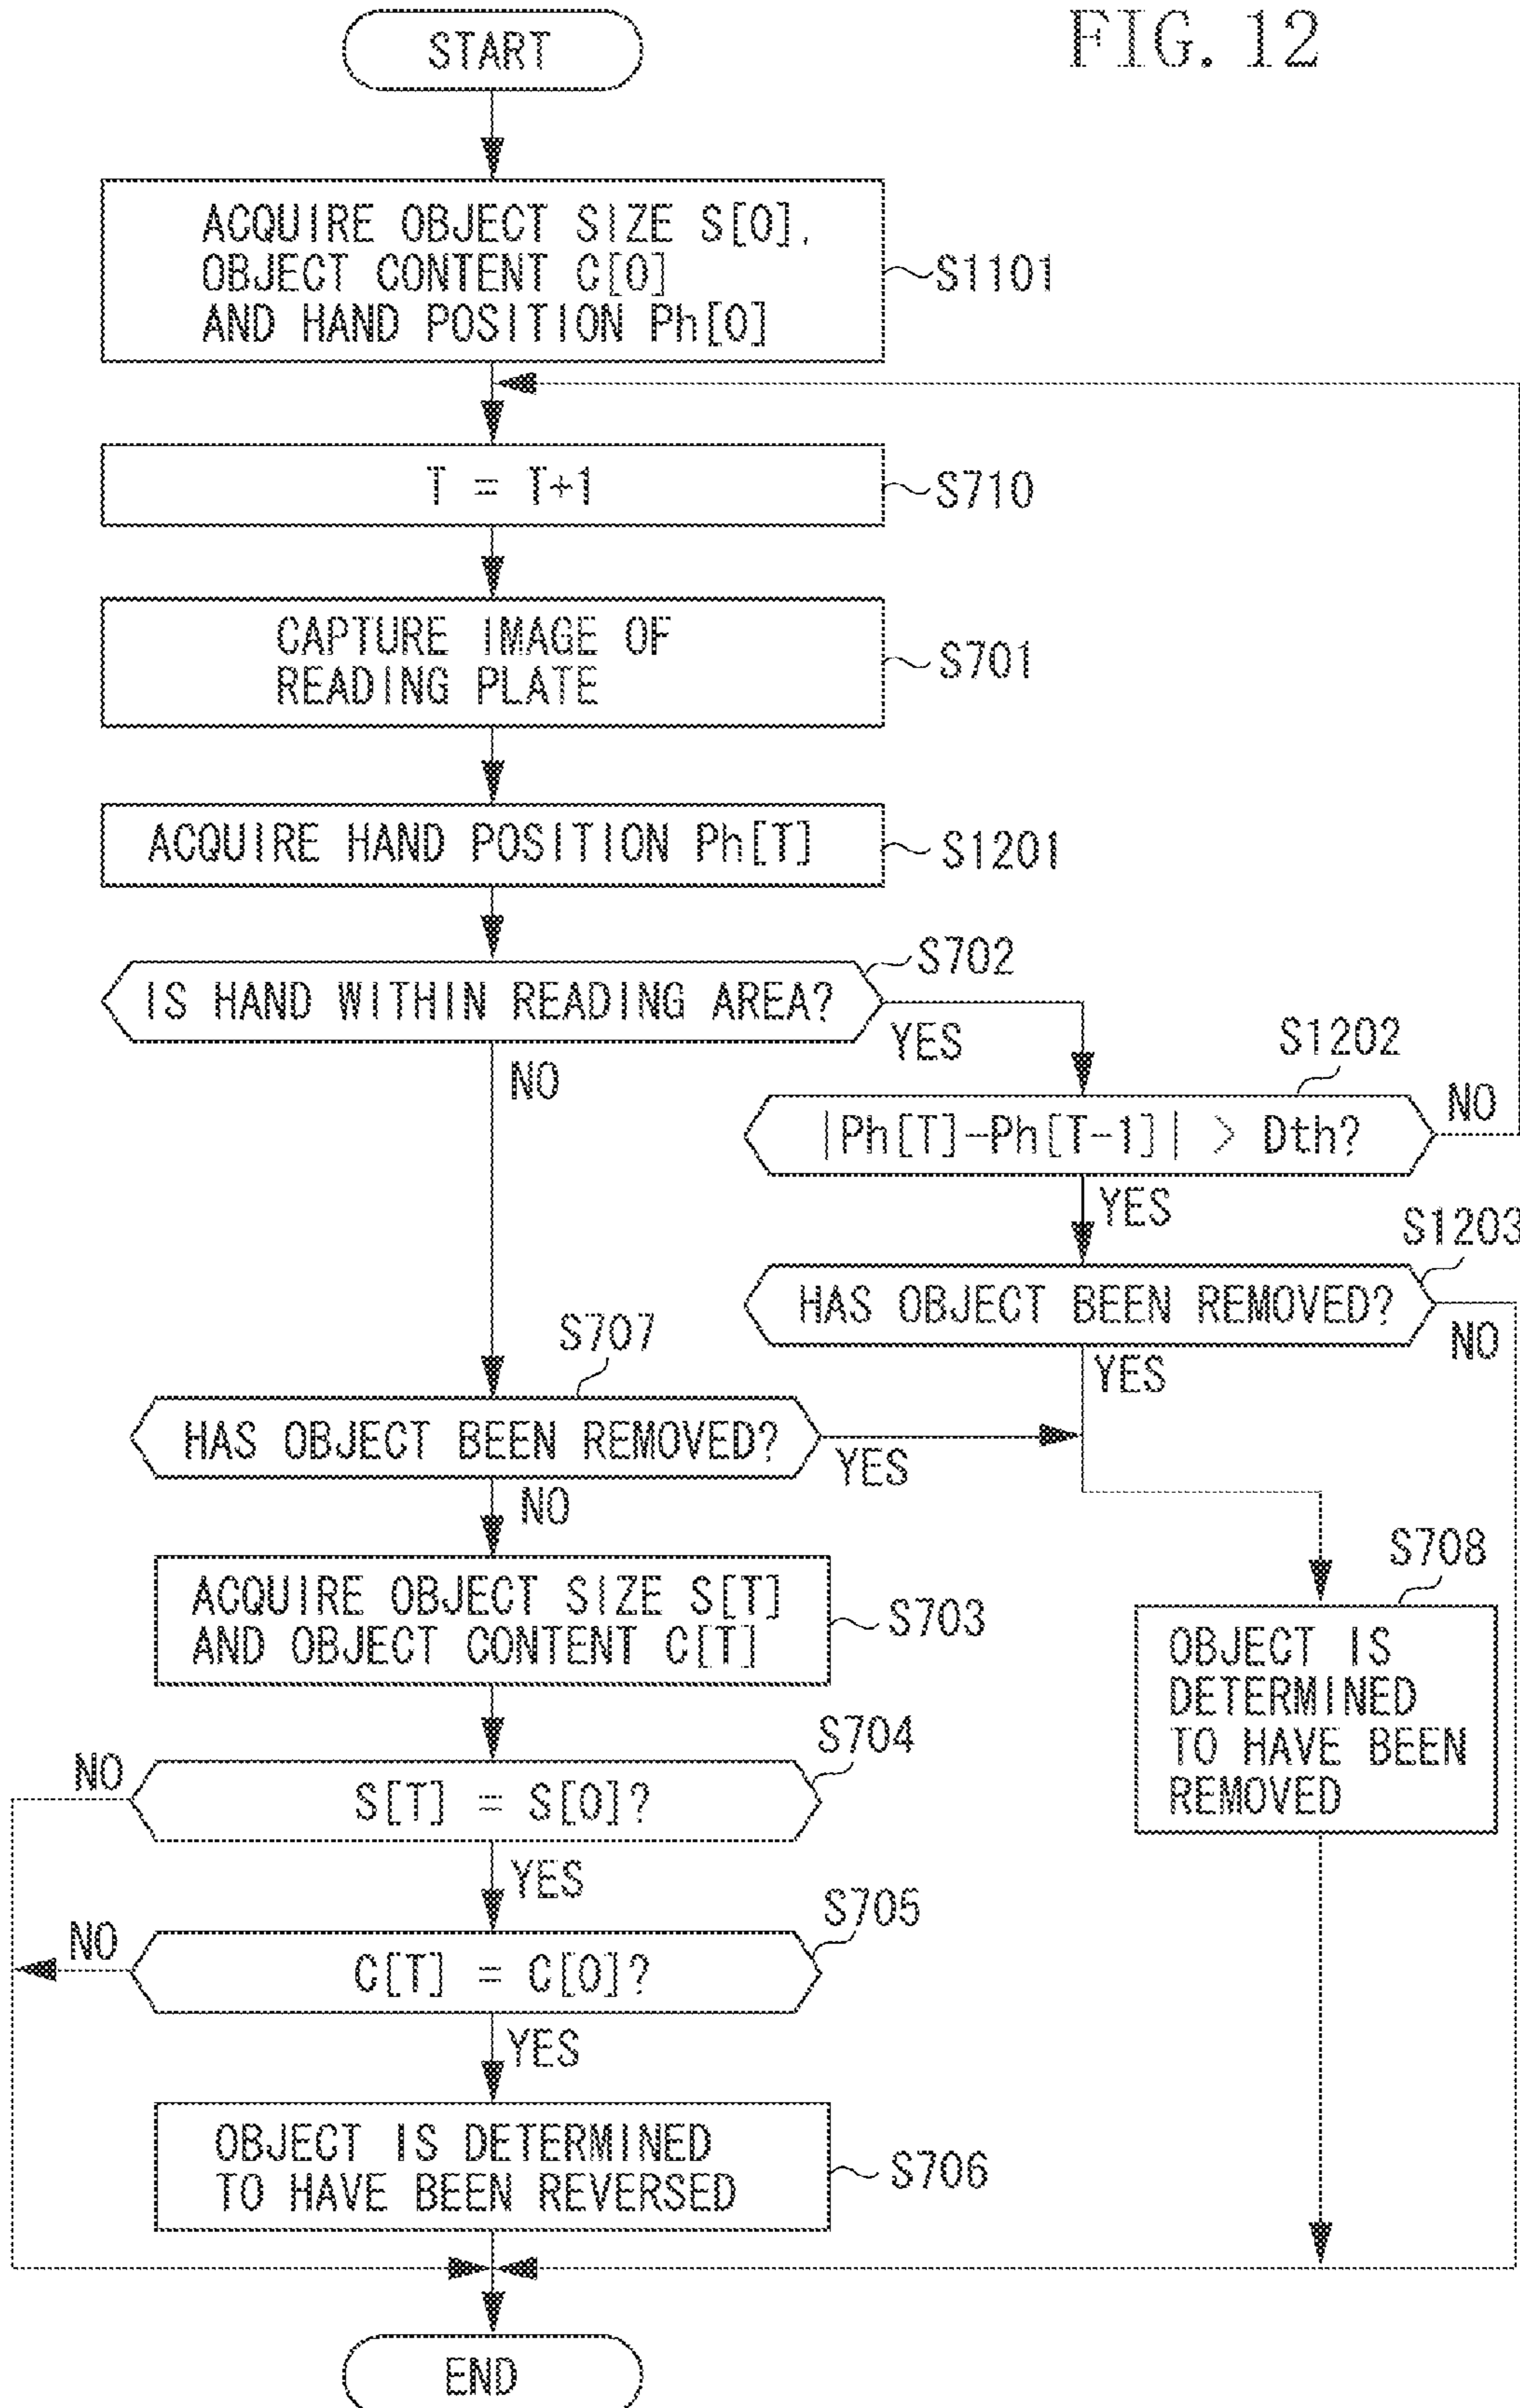 FIG. 12
START
ACQUIRE OBJECT SIZE S[0],
OBJECT CONTENT C[0]
AND HAND POSITION Ph[0]
S1101
T = T+1
S710
CAPTURE IMAGE OF
READING PLATE
S701
ACQUIRE HAND POSITION Ph[T]
S1201
IS HAND WITHIN READING AREA?
S702
YES
NO
S1202
|Ph[T]-Ph[T-1]| > Dth?
NO
YES
S1203
HAS OBJECT BEEN REMOVED?
NO
YES
S707
HAS OBJECT BEEN REMOVED?
YES
NO
S708
OBJECT IS
DETERMINED
TO HAVE BEEN
REMOVED
ACQUIRE OBJECT SIZE S[T]
AND OBJECT CONTENT C[T]
S703
S704
NO
S[T] = S[0]?
YES
S705
NO
C[T] = C[0]?
YES
OBJECT IS DETERMINED
TO HAVE BEEN REVERSED
S706
END